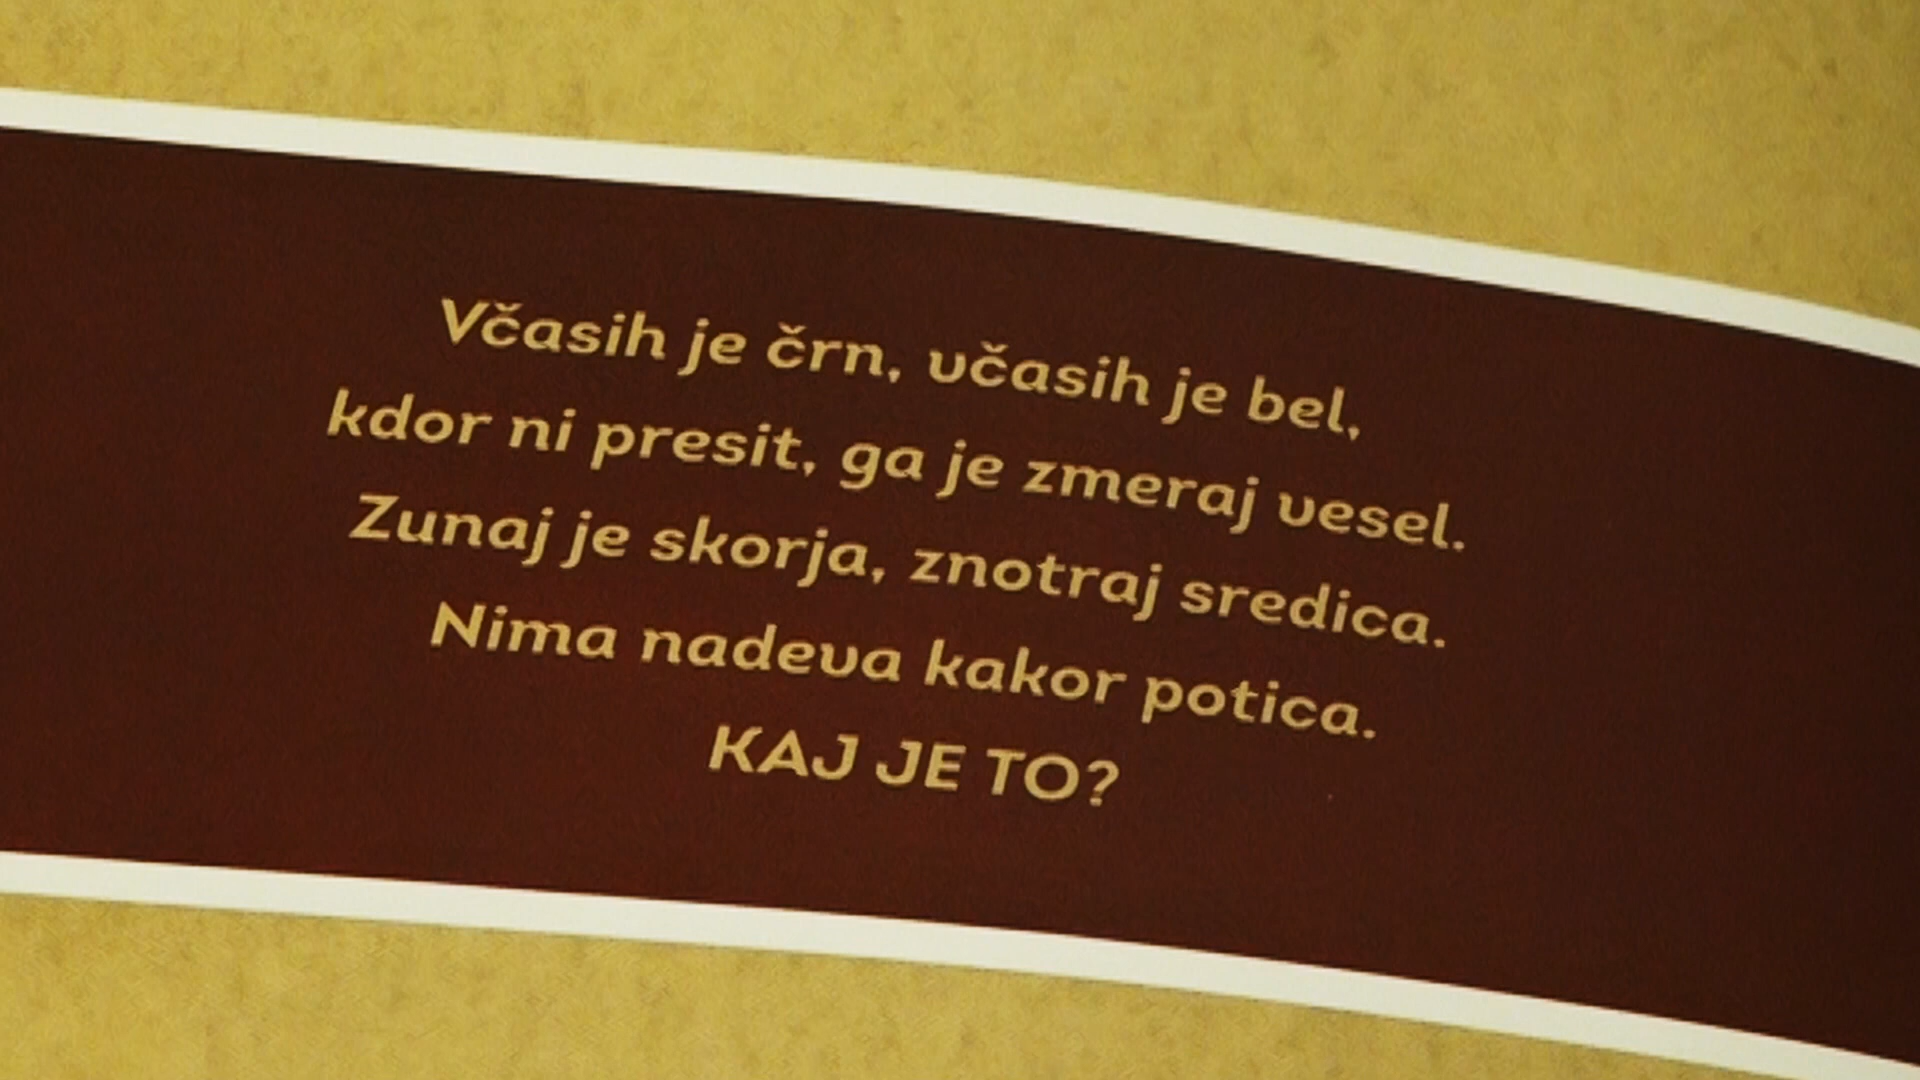 Včasih je črn, včasih je bel,
kdor ni presit, ga je zmeraj vesel.
Zunaj je skorja, znotraj sredica.
Nima nadeva kakor potica.
KAJ JE TO?